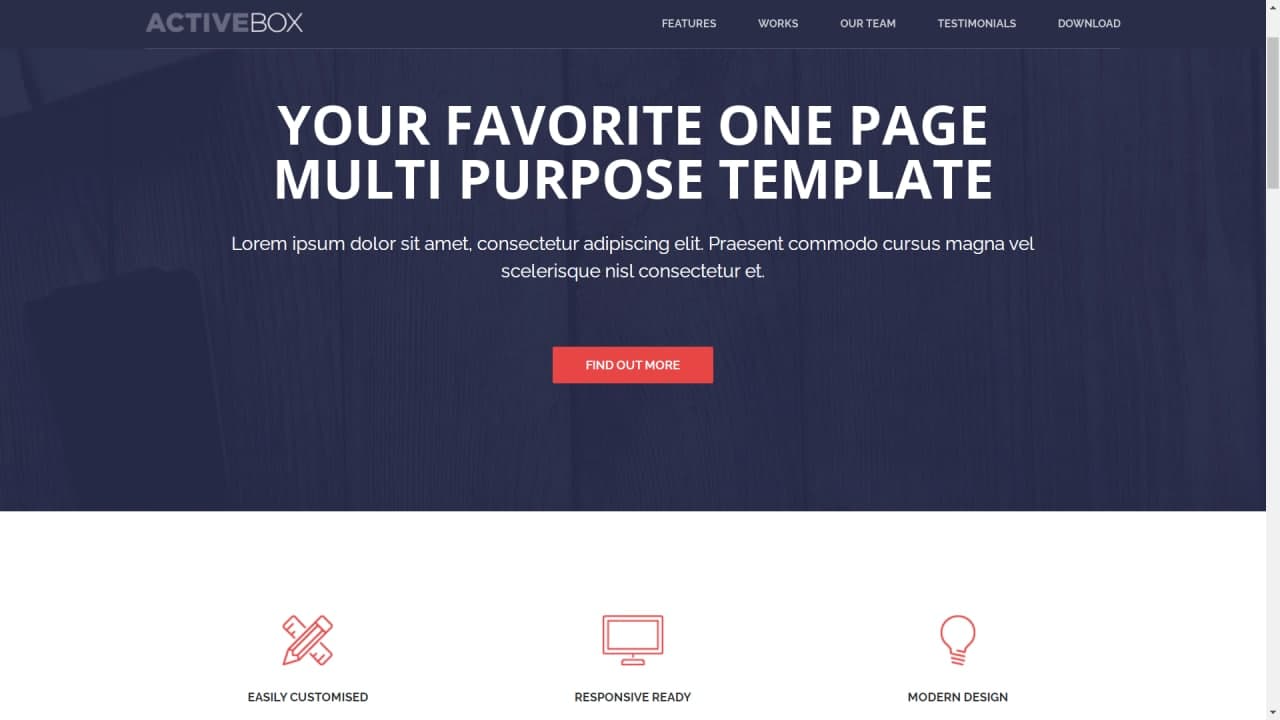 ACTIVEBOX
FEATURES WORKS OUR TEAM TESTIMONIALS DOWNLOAD
YOUR FAVORITE ONE PAGE
MULTI PURPOSE TEMPLATE
Lorem ipsum dolor sit amet, consectetur adipiscing elit. Praesent commodo cursus magna vel
scelerisque nisl consectetur et.
FIND OUT MORE
EASILY CUSTOMISED RESPONSIVE READY MODERN DESIGN